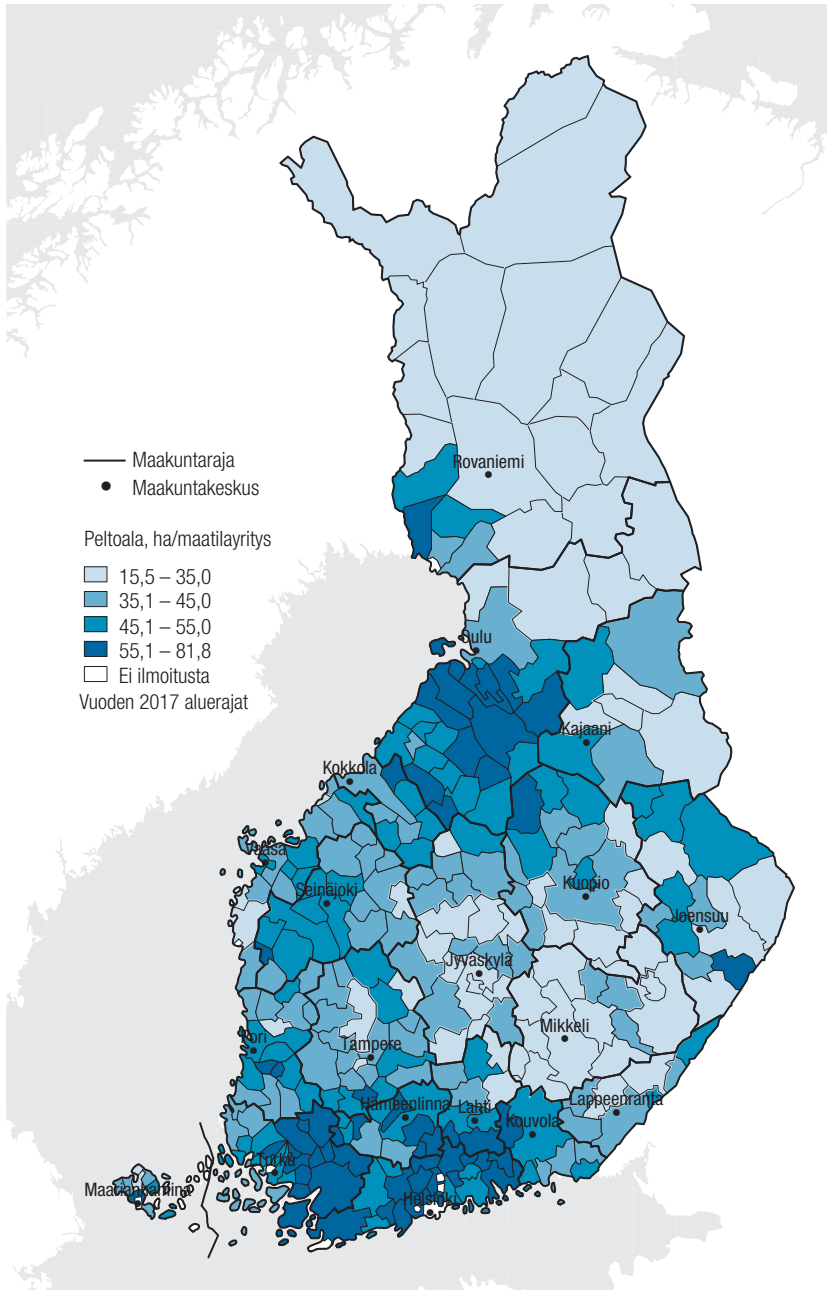 Rovaniemi
Maakuntaraja
Maakuntakeskus
Peltoala, ha/maatilayritys
15,5 – 35,0
35,1 – 45,0
45,1 – 55,0
55,1 – 81,8
Ei ilmoitusta
Vuoden 2017 aluerajat
Oulu
Kajaani
Kokkola
Vaasa
Seinäjoki
Kuopio
Joensuu
Jyväskylä
Mikkeli
Pori
Tampere
Hämeenlinna
Lahti
Lappeenranta
Kouvola
Turku
Maarianhamina
Helsinki